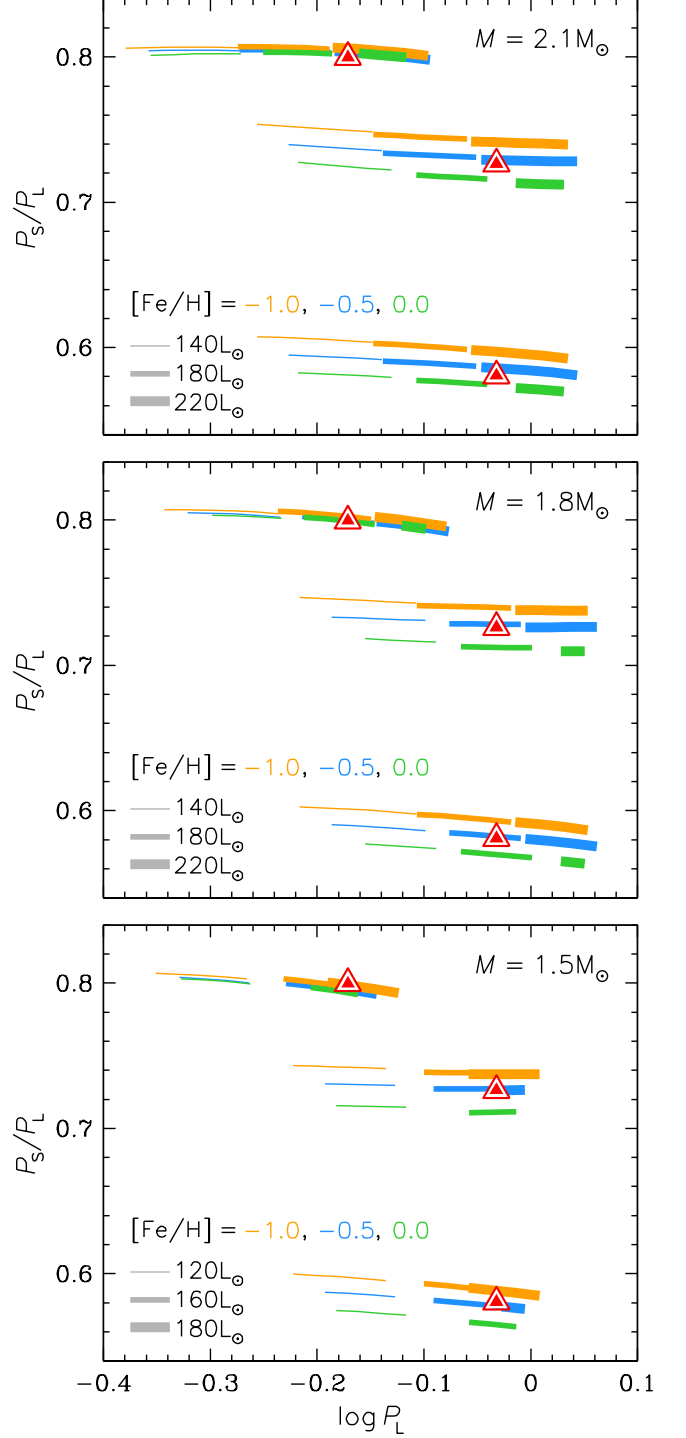 M = 2.1M⊙
0.8
0.7
0.6
P_S/P_L
[Fe/H] = −1.0, −0.5, 0.0
140L⊙
180L⊙
220L⊙
M = 1.8M⊙
0.8
0.7
0.6
P_S/P_L
[Fe/H] = −1.0, −0.5, 0.0
140L⊙
180L⊙
220L⊙
M = 1.5M⊙
0.8
0.7
0.6
P_S/P_L
[Fe/H] = −1.0, −0.5, 0.0
120L⊙
160L⊙
180L⊙
−0.4 −0.3 −0.2 −0.1 0 0.1
log P_L